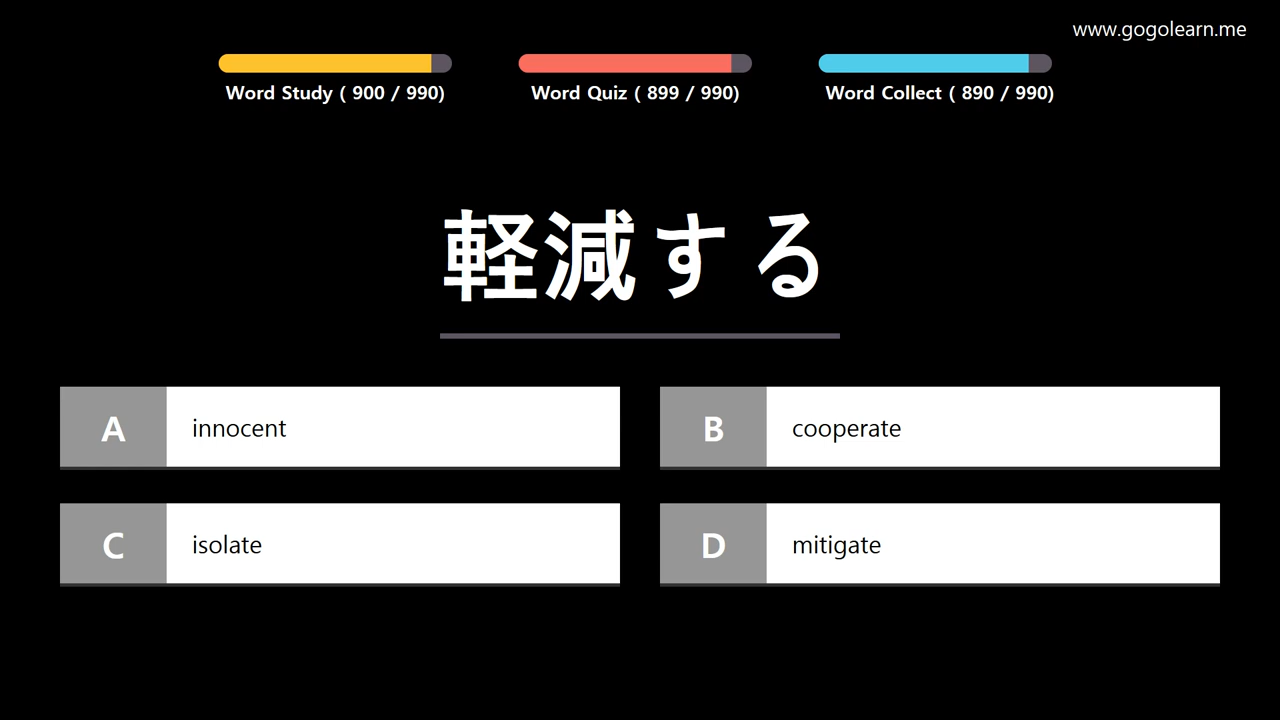 www.gogolearn.me
Word Study ( 900 / 990)
Word Quiz ( 899 / 990)
Word Collect ( 890 / 990)
軽減する
A innocent
B cooperate
C isolate
D mitigate